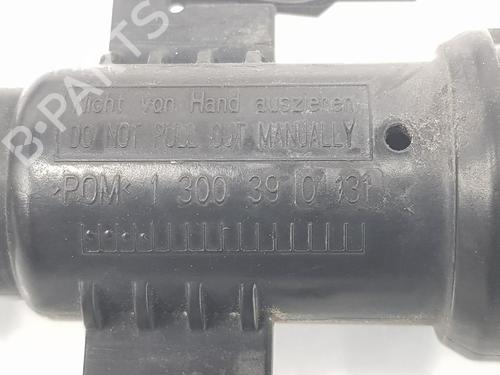 Nicht von Hand ausziehen
DO NOT PULL OUT MANUALLY
>POM< 1 300 39
B-PARTS